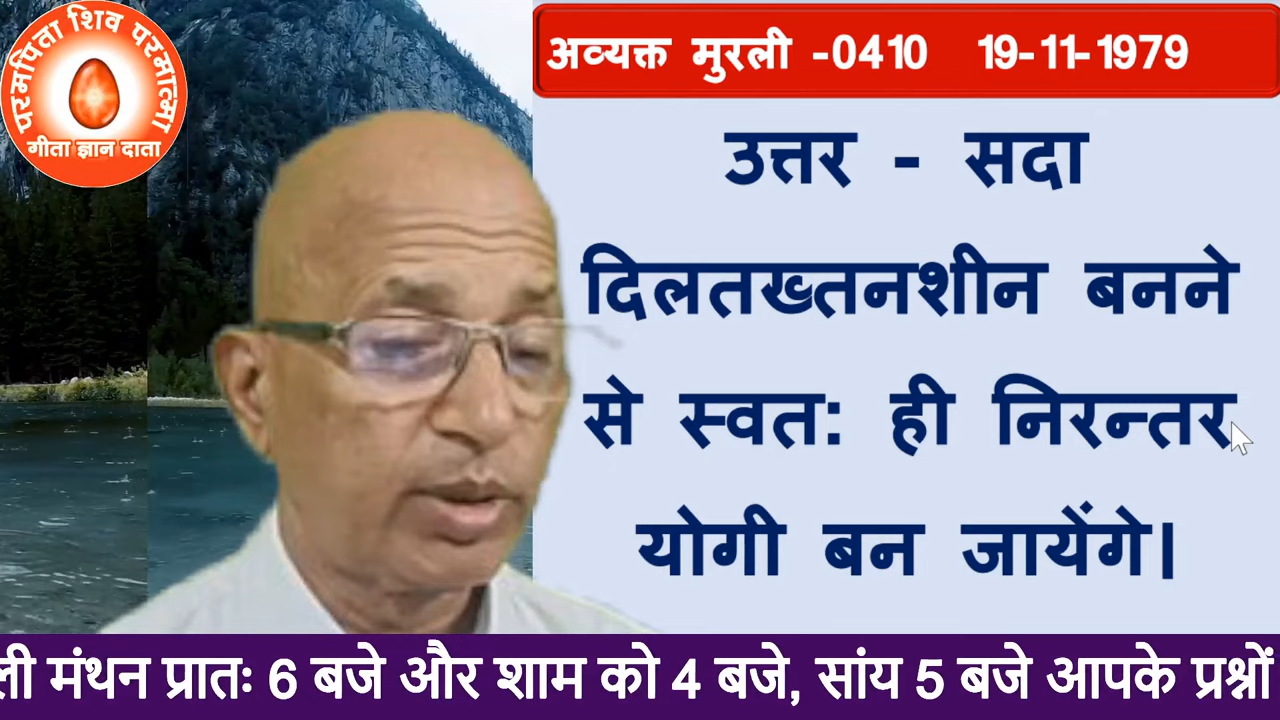 परमपिता शिव परमात्मा
गीता ज्ञान दाता
अव्यक्त मुरली -0410 19-11-1979
उत्तर - सदा
दिलतख्तनशीन बनने
से स्वतः ही निरन्तर
योगी बन जायेंगे।
ली मंथन प्रातः 6 बजे और शाम को 4 बजे, सांय 5 बजे आपके प्रश्नों